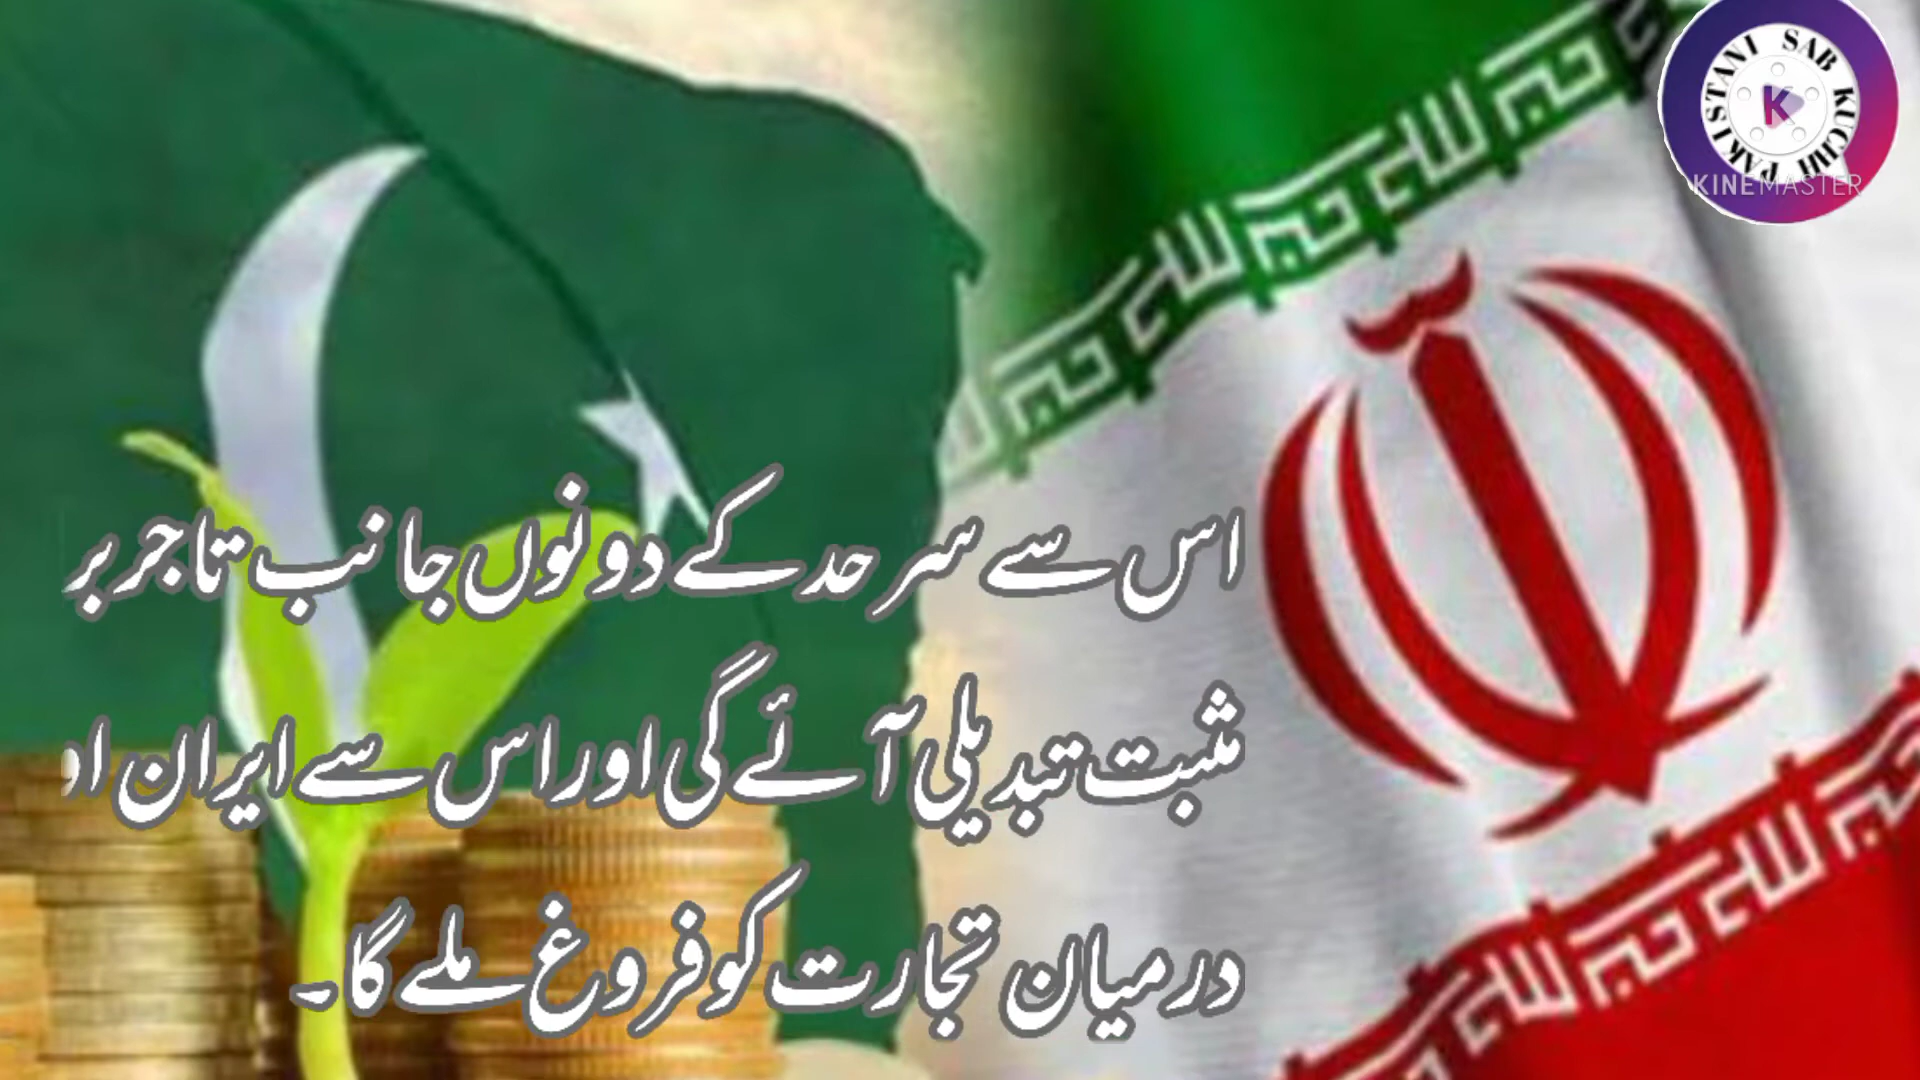 PAKISTANI SAB KUCHH
KINEMASTER
اس سے سرحد کے دونوں جانب تاجر بر
مثبت تبدیلی آئے گی اور اس سے ایران او
درمیان تجارت کو فروغ ملے گا۔